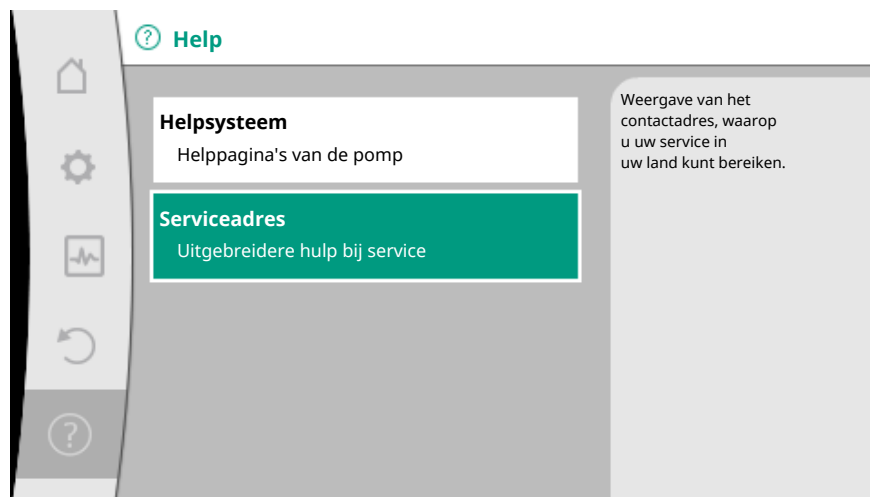 Help
Helpsysteem
Helppagina's van de pomp
Serviceadres
Uitgebreidere hulp bij service
Weergave van het
contactadres, waarop
u uw service in
uw land kunt bereiken.